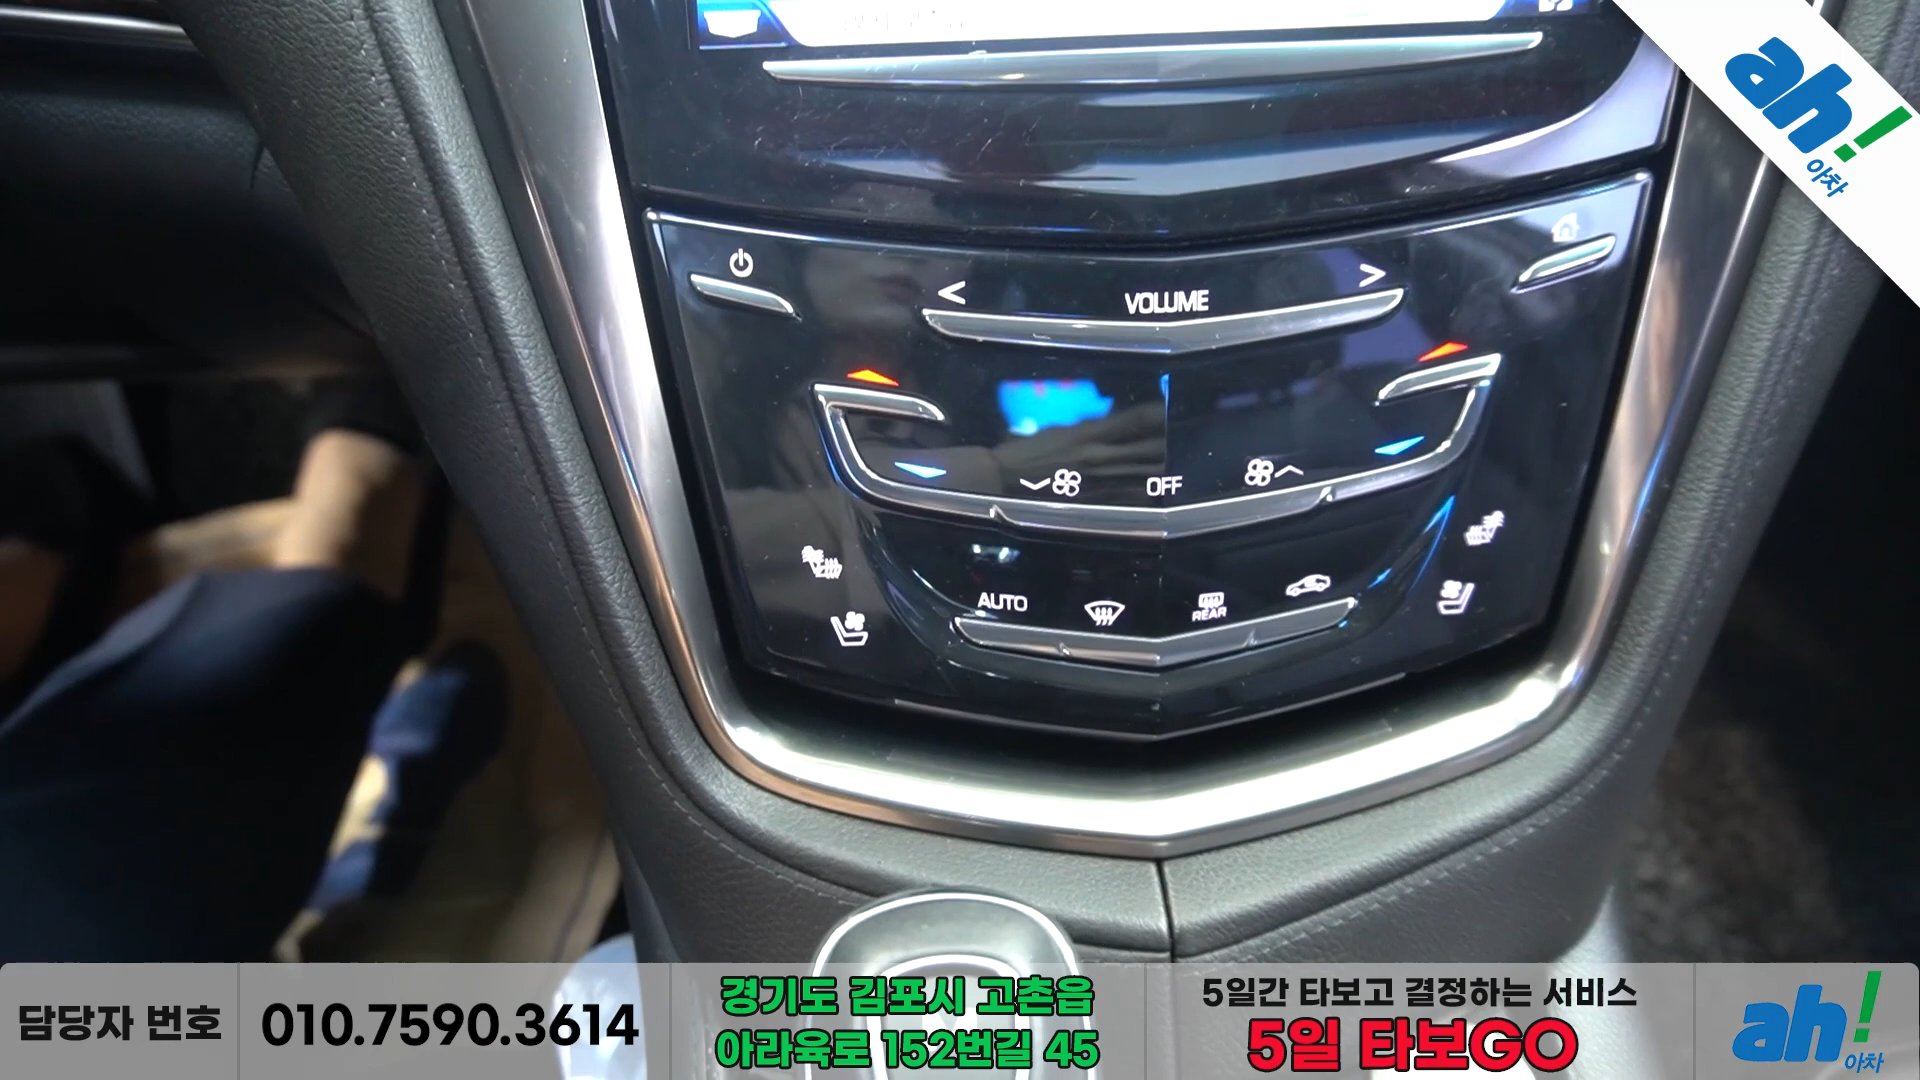 ah!
아차
VOLUME
OFF
AUTO
REAR
담당자 번호
010.7590.3614
경기도 김포시 고촌읍
아라육로 152번길 45
5일간 타보고 결정하는 서비스
5일 타보GO
ah!
아차